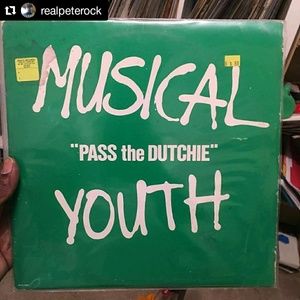 realpeterock
MUSICAL
"PASS the DUTCHIE"
YOUTH